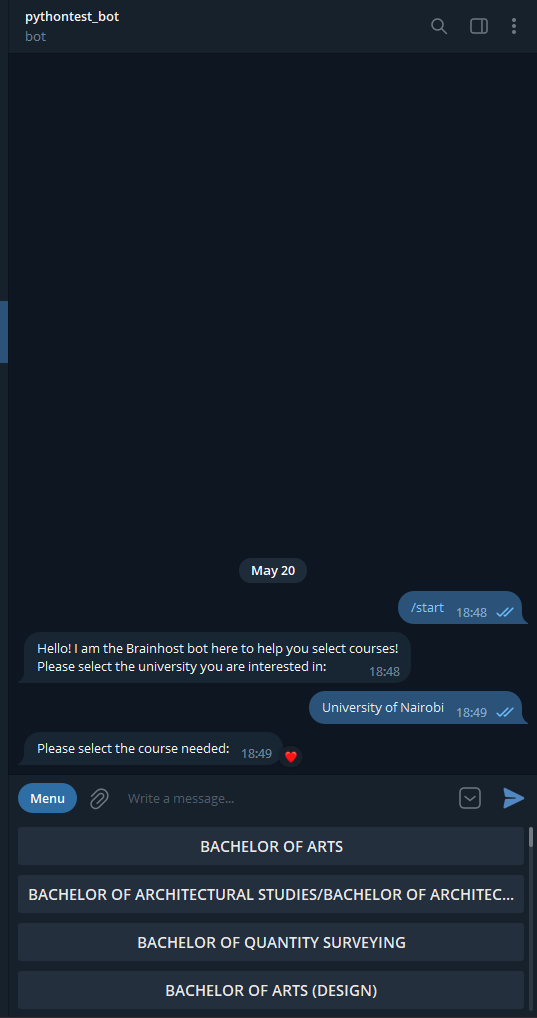 pythontest_bot
bot
May 20
/start 18:48
Hello! I am the Brainhost bot here to help you select courses!
Please select the university you are interested in: 18:48
University of Nairobi 18:49
Please select the course needed: 18:49
Menu
Write a message...
BACHELOR OF ARTS
BACHELOR OF ARCHITECTURAL STUDIES/BACHELOR OF ARCHITEC...
BACHELOR OF QUANTITY SURVEYING
BACHELOR OF ARTS (DESIGN)